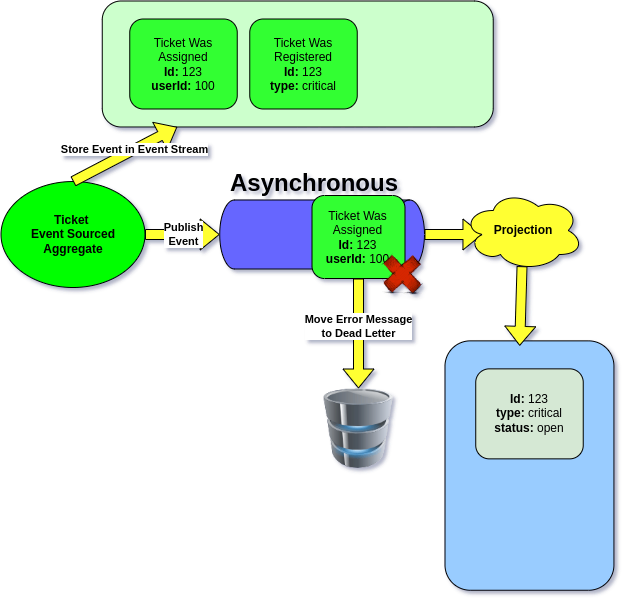 Ticket Was
Assigned
Id: 123
userId: 100
Ticket Was
Registered
Id: 123
type: critical
Store Event in Event Stream
Asynchronous
Ticket
Event Sourced
Aggregate
Publish
Event
Ticket Was
Assigned
Id: 123
userId: 100
Projection
Move Error Message
to Dead Letter
Id: 123
type: critical
status: open